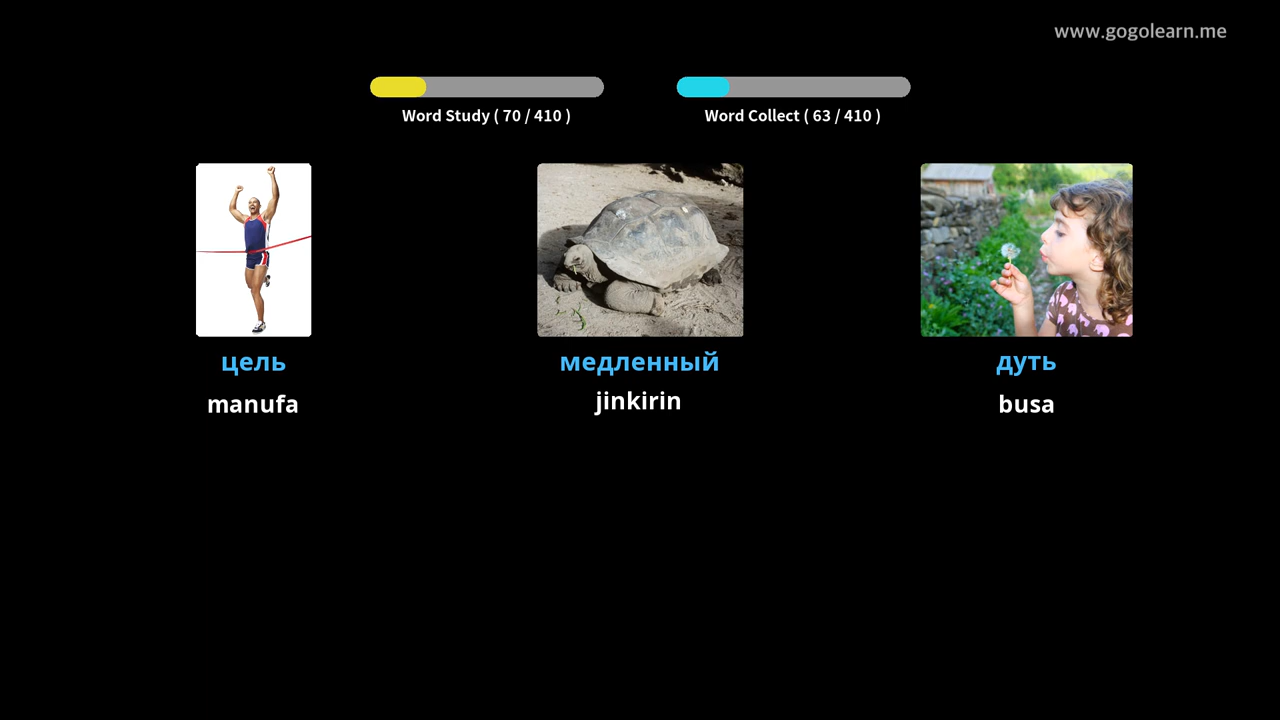 www.gogolearn.me
Word Study ( 70 / 410 )
Word Collect ( 63 / 410 )
цель
медленный
дуть
manufa
jinkirin
busa